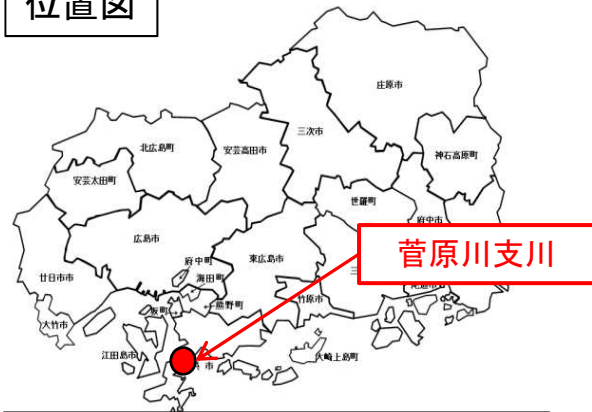 位置図
庄原市
三次市
北広島町
安芸高田市
神石高原町
安芸太田町
世羅町
府中市
広島市
府中町
東広島市
菅原川支川
海田町
三
廿日市市
竹原市
熊野町
坂町
大竹市
江田島市
大崎上島町
市